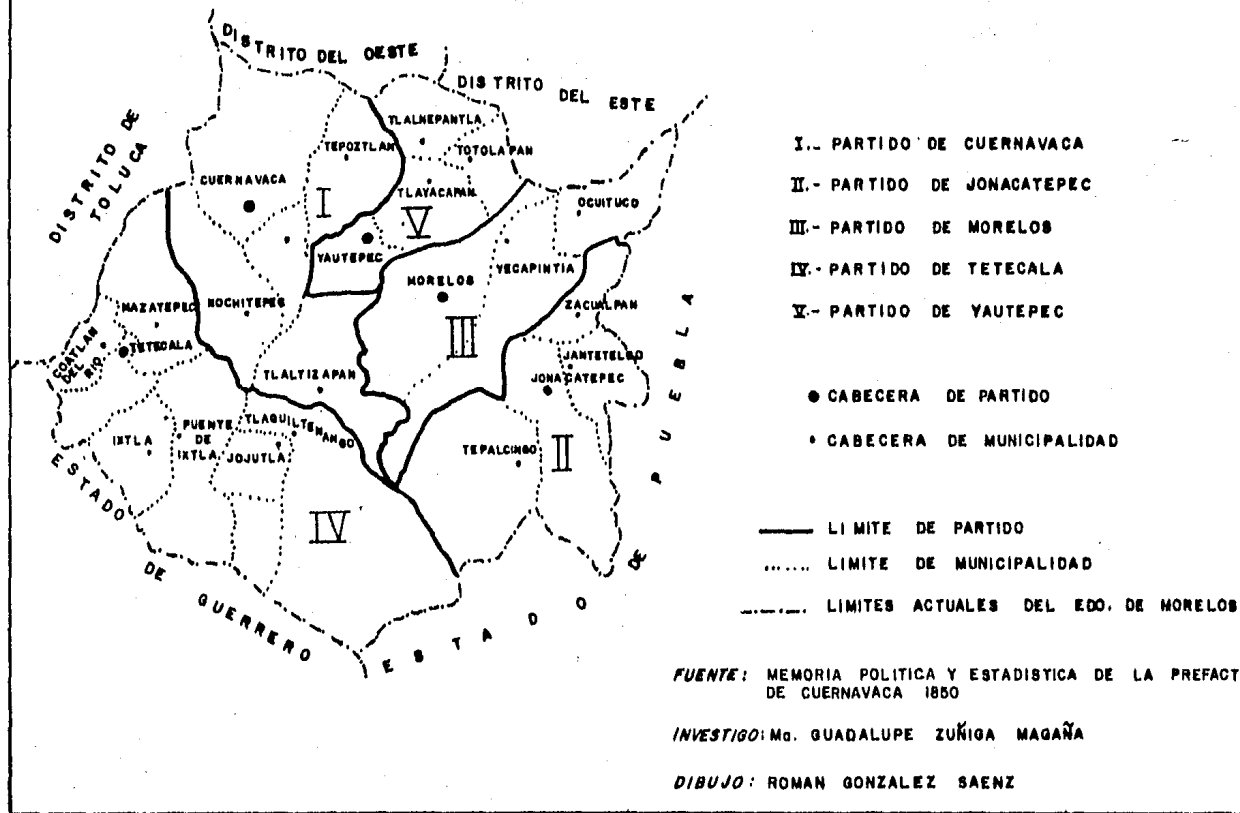 DISTRITO DEL OESTE
DISTRITO DEL ESTE
DISTRITO DE
TOLUCA
TLALNEPANTLA
TEPOZTLAN
TOTOLAPAN
CUERNAVACA
I
TLAYACAPAN
V
OCUITUCO
YAUTEPEC
MORELOS
YECAPINTIA
MAZATEPEC
XOCHITEPEC
III
ZACUALPAN
COATLAN
DEL
RIO
TETECALA
JANTETELCO
TLALTIZAPAN
JONACATEPEC
IXTLA
PUENTE
DE
IXTLA
TLAQUILTENANGO
JOJUTLA
TEPALCINGO
II
IV
ESTADO
DE GUERRERO
ESTADO DE PUEBLA
I.- PARTIDO DE CUERNAVACA
II.- PARTIDO DE JONACATEPEC
III.- PARTIDO DE MORELOS
IV.- PARTIDO DE TETECALA
V.- PARTIDO DE YAUTEPEC
CABECERA DE PARTIDO
CABECERA DE MUNICIPALIDAD
LIMITE DE PARTIDO
LIMITE DE MUNICIPALIDAD
LIMITES ACTUALES DEL EDO. DE MORELOS
FUENTE: MEMORIA POLITICA Y ESTADISTICA DE LA PREFACT
DE CUERNAVACA 1850
INVESTIGO: Ma. GUADALUPE ZUÑIGA MAGAÑA
DIBUJO: ROMAN GONZALEZ SAENZ